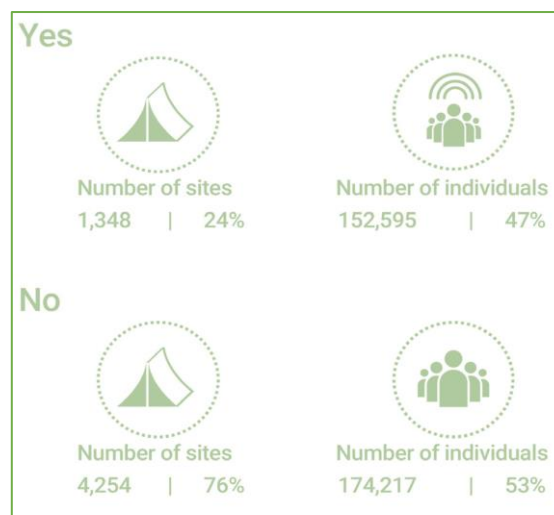 Yes
Number of sites Number of individuals
1,348 | 24% 152,595 | 47%
No
Number of sites Number of individuals
4,254 | 76% 174,217 | 53%